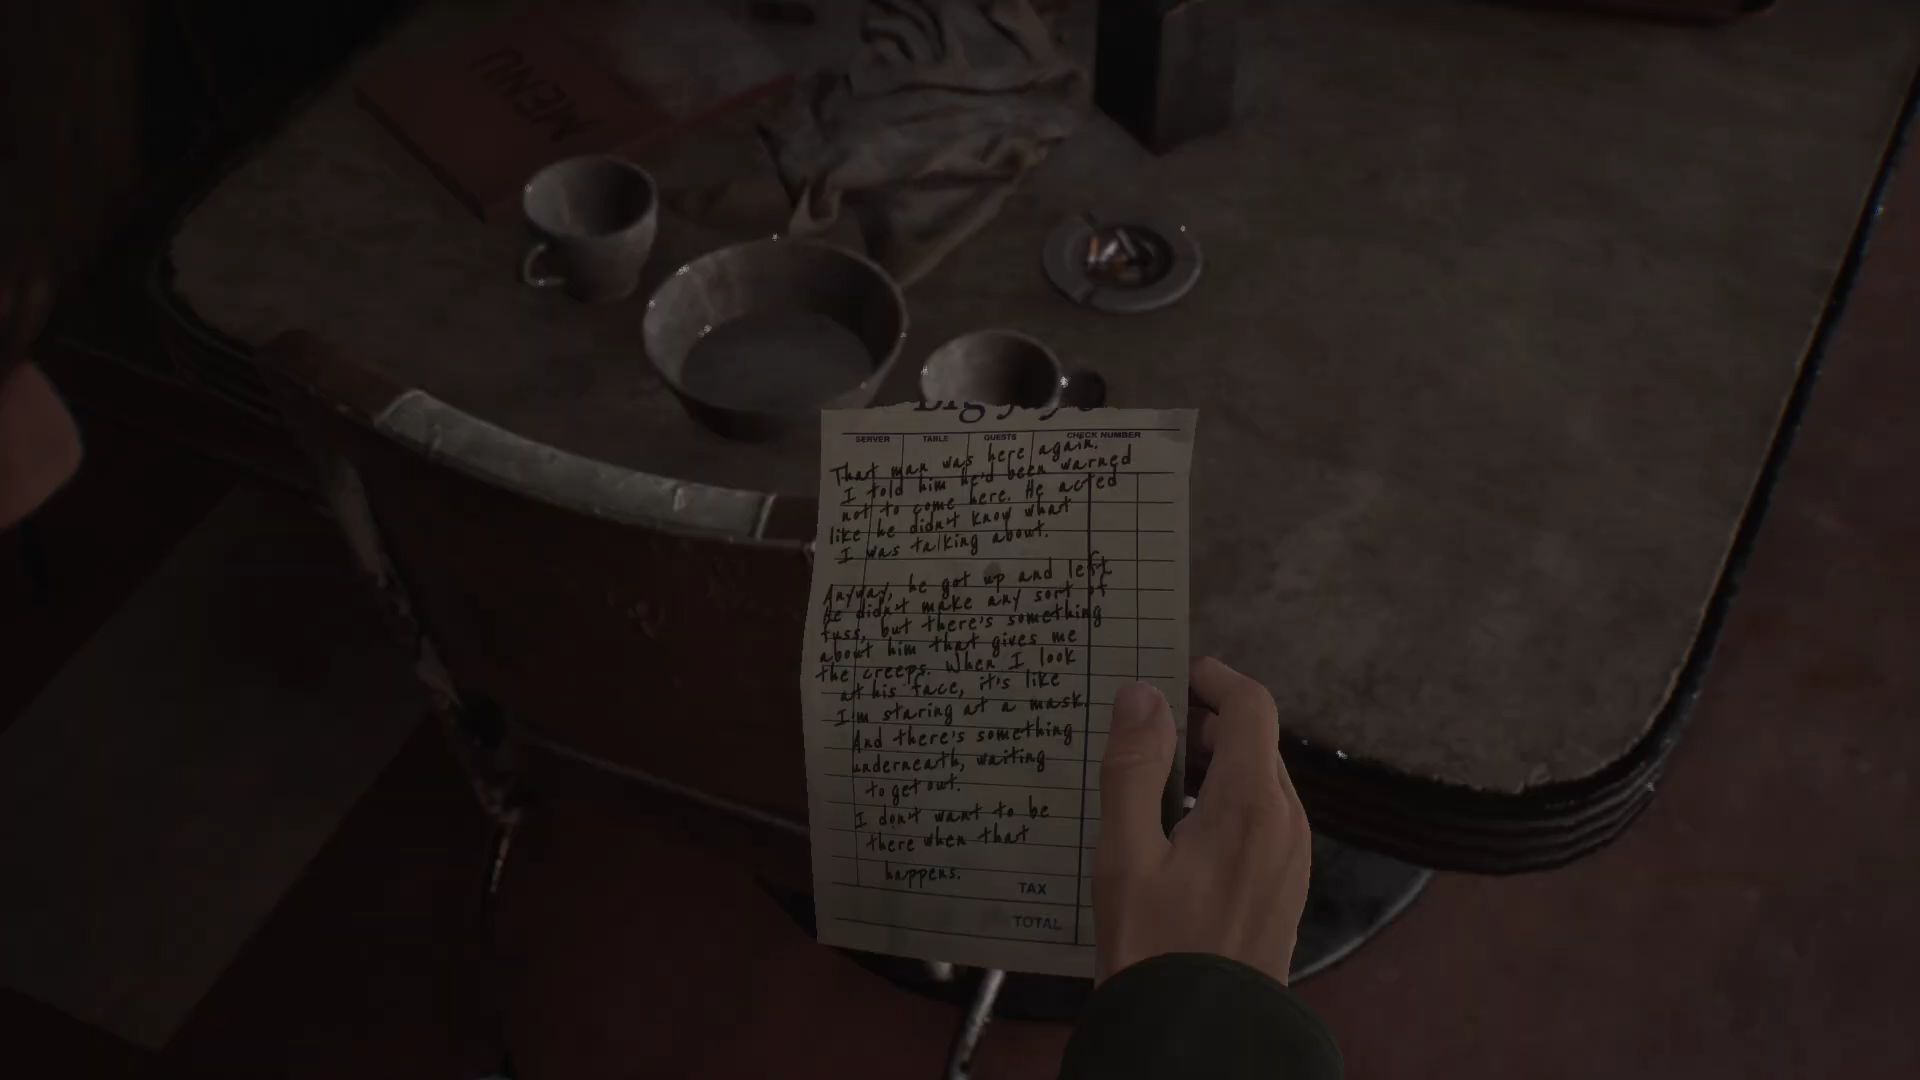 MENU
Big Jay's
SERVER TABLE GUESTS CHECK NUMBER
That man was here again.
I told him he'd been warned
not to come here. He acted
like he didn't know what
I was talking about.
Anyway, he got up and left
He didn't make any sort of
fuss, but there's something
about him that gives me
the creeps. When I look
at his face, it's like
I'm staring at a mask.
And there's something
underneath, waiting
to get out.
I don't want to be
there when that
happens.
TAX
TOTAL